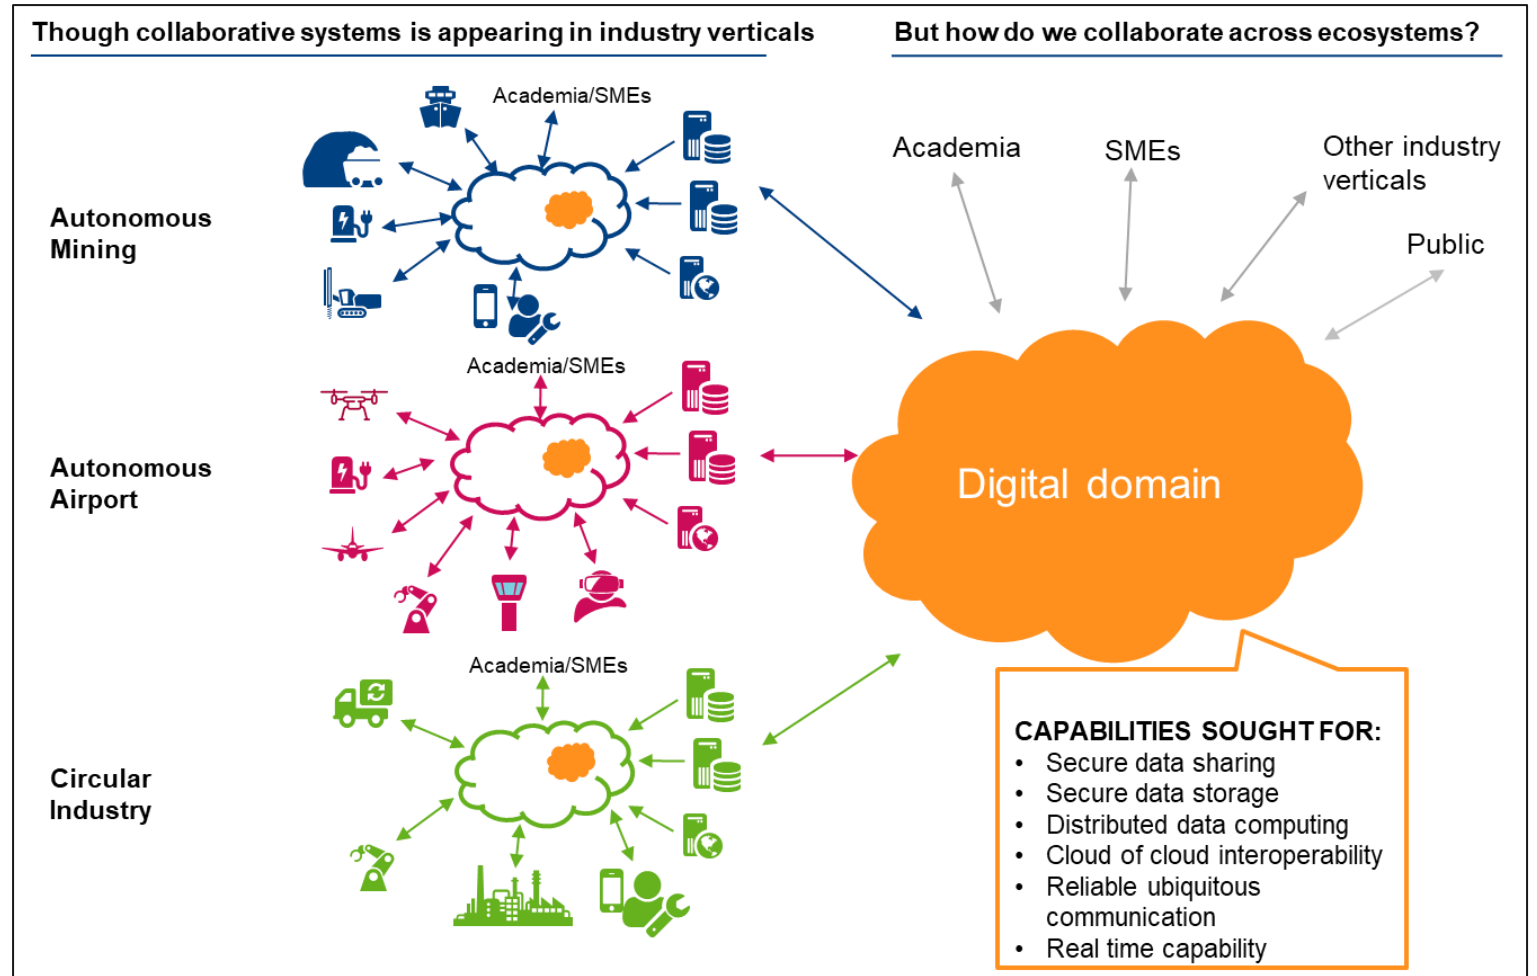 Though collaborative systems is appearing in industry verticals
But how do we collaborate across ecosystems?
Autonomous
Mining
Academia/SMEs
Autonomous
Airport
Academia/SMEs
Circular
Industry
Academia/SMEs
Academia
SMEs
Other industry
verticals
Public
Digital domain
CAPABILITIES SOUGHT FOR:
• Secure data sharing
• Secure data storage
• Distributed data computing
• Cloud of cloud interoperability
• Reliable ubiquitous
communication
• Real time capability